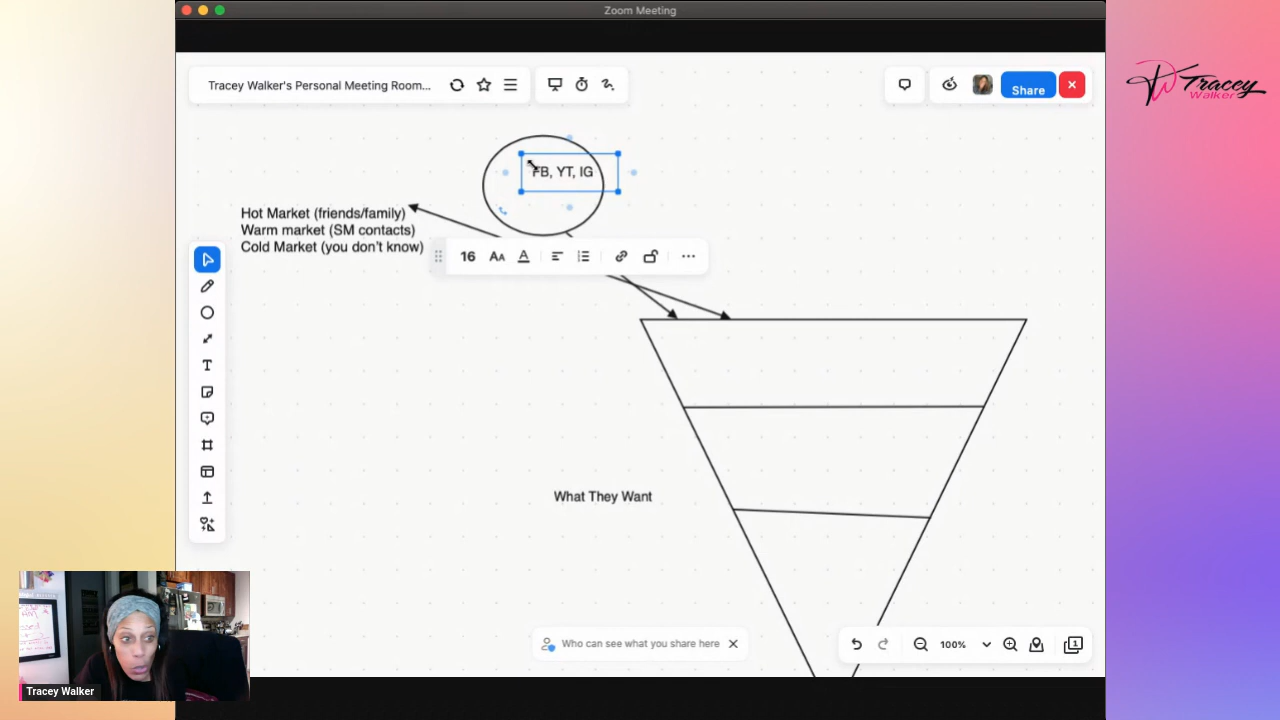 Zoom Meeting
Tracey Walker's Personal Meeting Room...
Share
Tracey
Walker
FB, YT, IG
Hot Market (friends/family)
Warm market (SM contacts)
Cold Market (you don't know)
16
What They Want
Who can see what you share here
100%
Tracey Walker